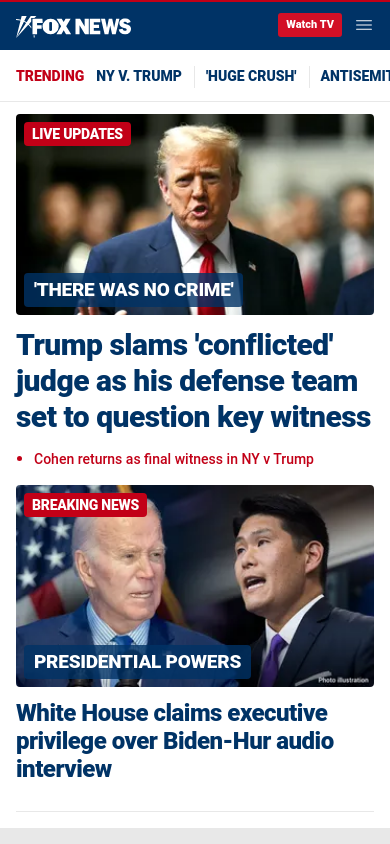 FOX NEWS
Watch TV
TRENDING NY V. TRUMP 'HUGE CRUSH' ANTISEMIT
LIVE UPDATES
'THERE WAS NO CRIME'
Trump slams 'conflicted'
judge as his defense team
set to question key witness
Cohen returns as final witness in NY v Trump
BREAKING NEWS
PRESIDENTIAL POWERS
Photo illustration
White House claims executive
privilege over Biden-Hur audio
interview